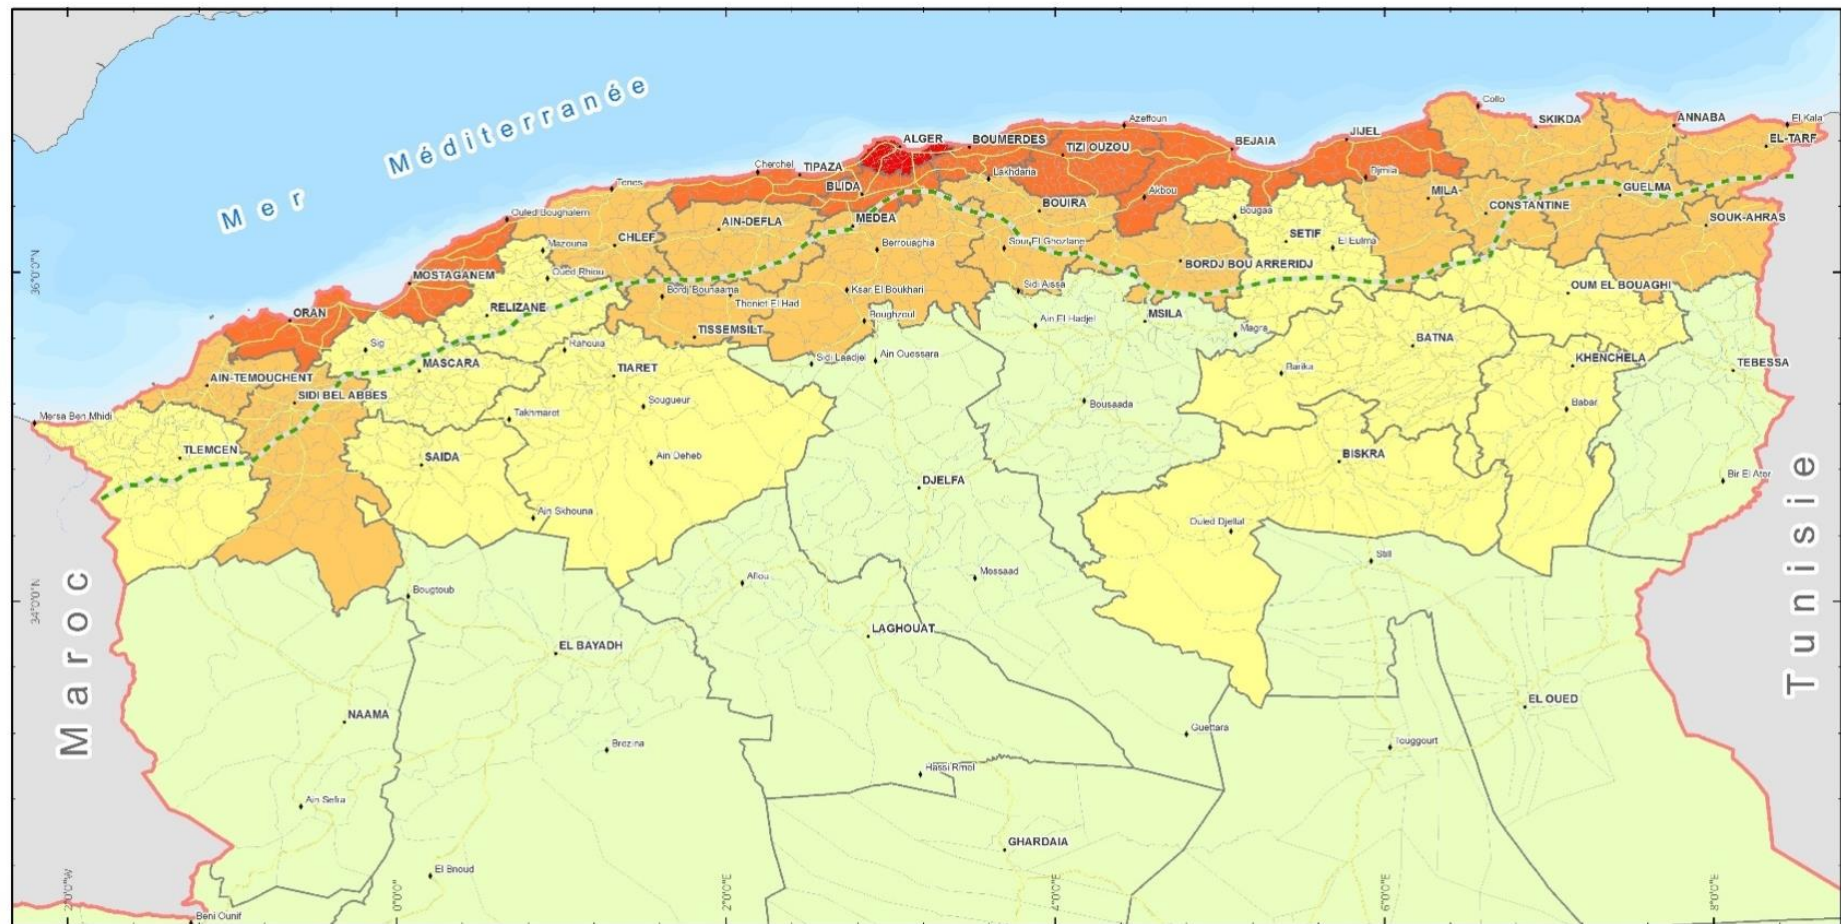 Mer Méditerranée
Maroc
Tunisie
36°0'0"N
34°0'0"N
2°0'0"W
0°0'0"
2°0'0"E
4°0'0"E
6°0'0"E
8°0'0"E
Collo
SKIKDA
ANNABA
El Kala
EL-TARF
Azeffoun
ALGER
BOUMERDES
TIZI OUZOU
BEJAIA
JIJEL
Cherchel
TIPAZA
Lakhdaria
Djmila
Tenes
BLIDA
Akbou
MILA
GUELMA
Ouled Boughalem
AIN-DEFLA
MEDEA
BOUIRA
Bougaa
CONSTANTINE
SOUK-AHRAS
CHLEF
Mazouna
Berrouaghia
Sour El Ghozlane
SETIF
El Eulma
MOSTAGANEM
Oued Rhiou
BORDJ BOU ARRERIDJ
Bordj Bounaama
Theniet El Had
Ksar El Boukhari
Sidi Aissa
OUM EL BOUAGHI
ORAN
RELIZANE
Boughzoul
Ain El Hadjel
MSILA
Magra
TISSEMSILT
Sig
Rahouia
BATNA
MASCARA
TIARET
Sidi Laadjel
Ain Oussara
KHENCHELA
TEBESSA
AIN-TEMOUCHENT
SIDI BEL ABBES
Barika
Mersa Ben Mhidi
Takhmaret
Sougueur
Bousaada
Babar
TLEMCEN
SAIDA
Ain Deheb
BISKRA
DJELFA
Bir El Ater
Ain Skhouna
Ouled Djellal
Still
Bougtoub
Aflou
Messaad
LAGHOUAT
EL BAYADH
NAAMA
Brezina
Guettara
Touggourt
EL OUED
Hassi Rmel
Ain Sefra
GHARDAIA
El Bnoud
Beni Ounif